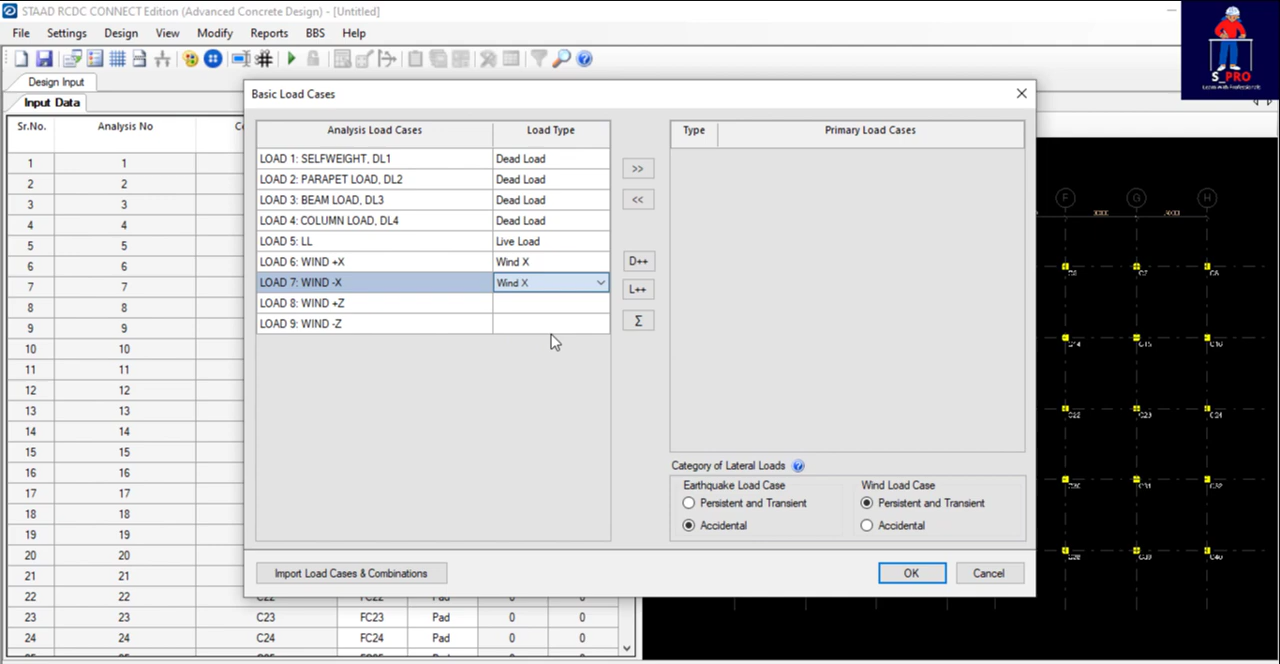 STAAD RCDC CONNECT Edition (Advanced Concrete Design) - [Untitled]
File Settings Design View Modify Reports BBS Help
Design Input
Input Data
Sr.No. Analysis No
1 1
2 2
3 3
4 4
5 5
6 6
7 7
8 8
9 9
10 10
11 11
12 12
13 13
14 14
15 15
16 16
17 17
18 18
19 19
20 20
21 21
22 22
23 23 C23 FC23 Pad 0 0
24 24 C24 FC24 Pad 0 0
Basic Load Cases
Analysis Load Cases Load Type
LOAD 1: SELFWEIGHT, DL1 Dead Load
LOAD 2: PARAPET LOAD, DL2 Dead Load
LOAD 3: BEAM LOAD, DL3 Dead Load
LOAD 4: COLUMN LOAD, DL4 Dead Load
LOAD 5: LL Live Load
LOAD 6: WIND +X Wind X
LOAD 7: WIND -X Wind X
LOAD 8: WIND +Z
LOAD 9: WIND -Z
>>
<<
D++
L++
Σ
Type Primary Load Cases
Category of Lateral Loads
Earthquake Load Case Wind Load Case
Persistent and Transient Persistent and Transient
Accidental Accidental
Import Load Cases & Combinations OK Cancel
F G H
S_PRO